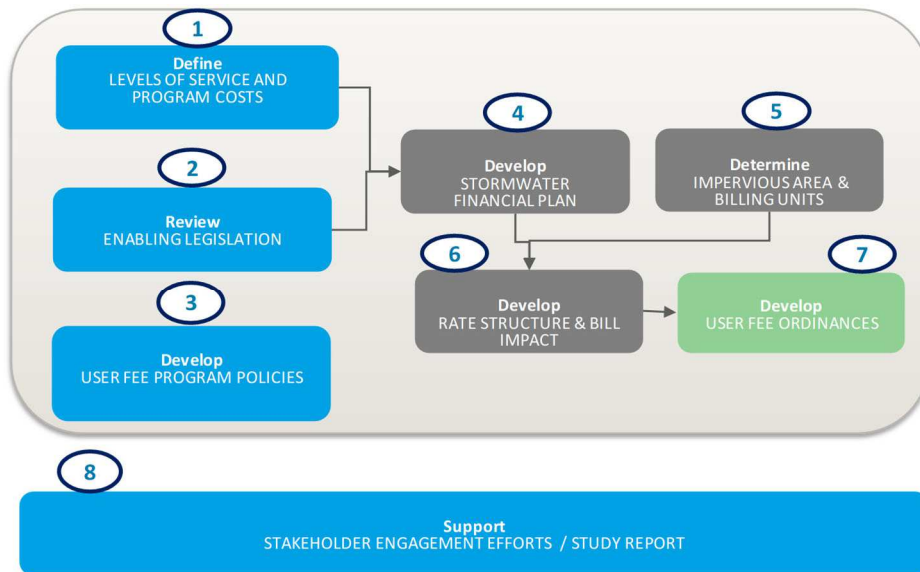 1
Define
LEVELS OF SERVICE AND
PROGRAM COSTS
2
Review
ENABLING LEGISLATION
3
Develop
USER FEE PROGRAM POLICIES
4
Develop
STORMWATER
FINANCIAL PLAN
5
Determine
IMPERVIOUS AREA &
BILLING UNITS
6
Develop
RATE STRUCTURE & BILL
IMPACT
7
Develop
USER FEE ORDINANCES
8
Support
STAKEHOLDER ENGAGEMENT EFFORTS / STUDY REPORT